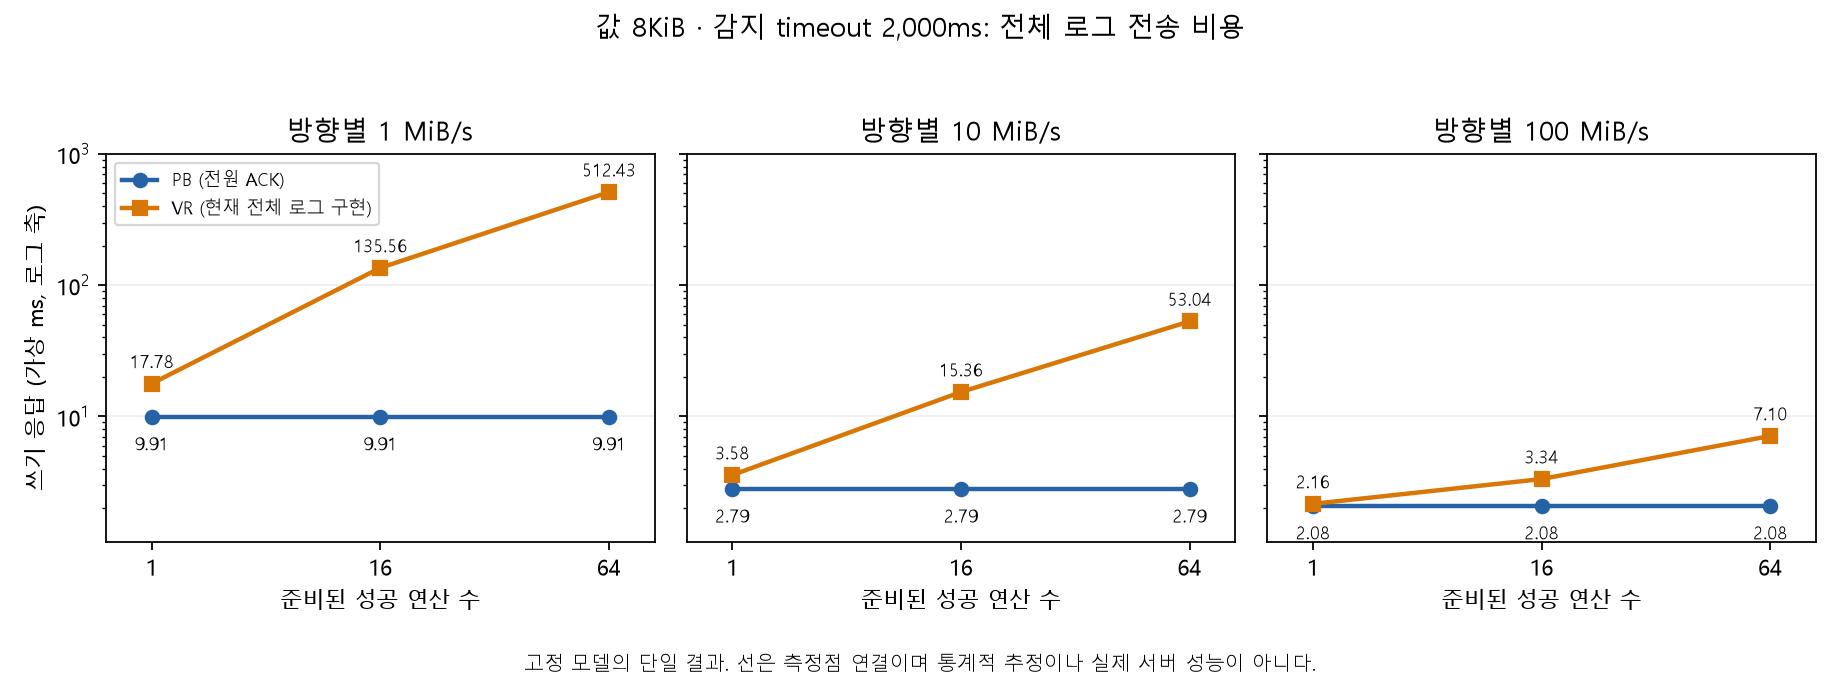 값 8KiB · 감지 timeout 2,000ms: 전체 로그 전송 비용
방향별 1 MiB/s
방향별 10 MiB/s
방향별 100 MiB/s
쓰기 응답 (가상 ms, 로그 축)
10³
10²
10¹
PB (전원 ACK)
VR (현재 전체 로그 구현)
17.78
135.56
512.43
9.91
9.91
9.91
1
16
64
준비된 성공 연산 수
3.58
15.36
53.04
2.79
2.79
2.79
1
16
64
준비된 성공 연산 수
2.16
3.34
7.10
2.08
2.08
2.08
1
16
64
준비된 성공 연산 수
고정 모델의 단일 결과. 선은 측정점 연결이며 통계적 추정이나 실제 서버 성능이 아니다.